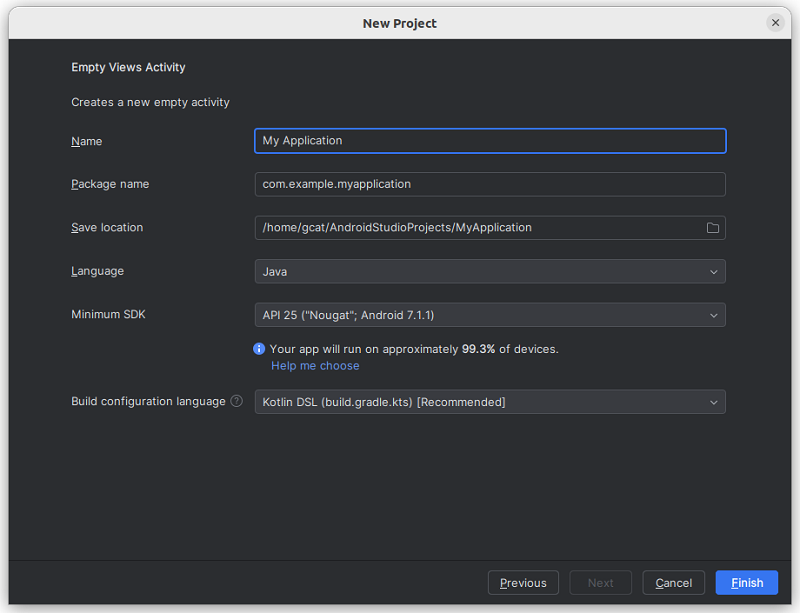 New Project
Empty Views Activity
Creates a new empty activity
Name My Application
Package name com.example.myapplication
Save location /home/gcat/AndroidStudioProjects/MyApplication
Language Java
Minimum SDK API 25 ("Nougat"; Android 7.1.1)
Your app will run on approximately 99.3% of devices.
Help me choose
Build configuration language Kotlin DSL (build.gradle.kts) [Recommended]
Previous Next Cancel Finish